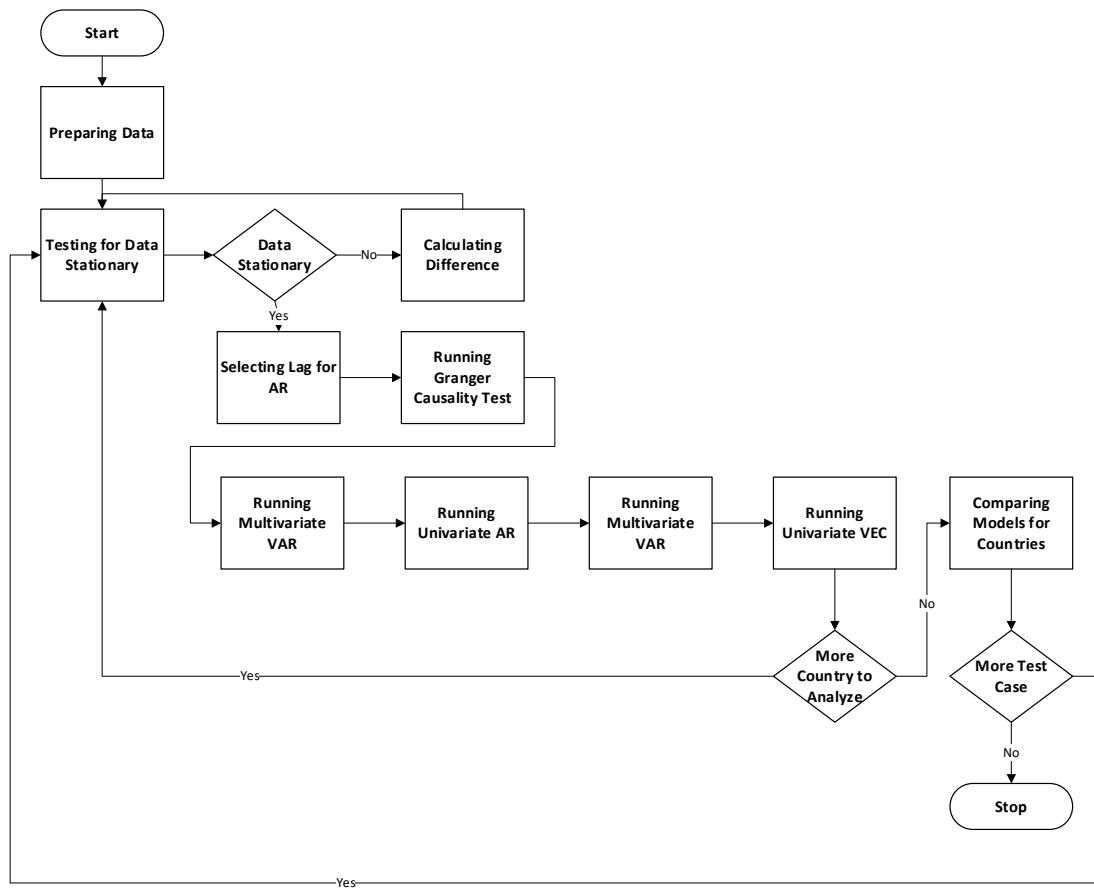 Start
Preparing Data
Testing for Data
Stationary
Data
Stationary
No
Calculating
Difference
Yes
Selecting Lag for
AR
Running
Granger
Causality Test
Running
Multivariate
VAR
Running
Univariate AR
Running
Multivariate
VAR
Running
Univariate VEC
Comparing
Models for
Countries
No
More
Country to
Analyze
Yes
More Test
Case
No
Stop
Yes